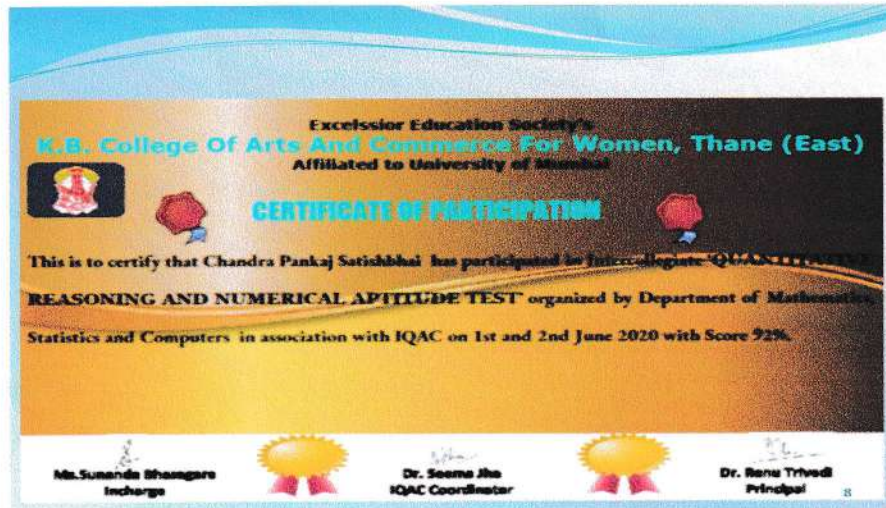 Excelssior Education Society's
K.B. College Of Arts And Commerce For Women, Thane (East)
Affiliated to University of Mumbai
CERTIFICATE OF PARTICIPATION
This is to certify that Chandra Pankaj Satishbhai has participated in Intercollegiate 'QUANTITATIVE
REASONING AND NUMERICAL APTITUDE TEST' organized by Department of Mathematics,
Statistics and Computers in association with IQAC on 1st and 2nd June 2020 with Score 92%.
Ms.Sunanda Bhasagare Dr. Seema Jha Dr. Renu Trivedi
Incharge IQAC Coordinator Principal 8